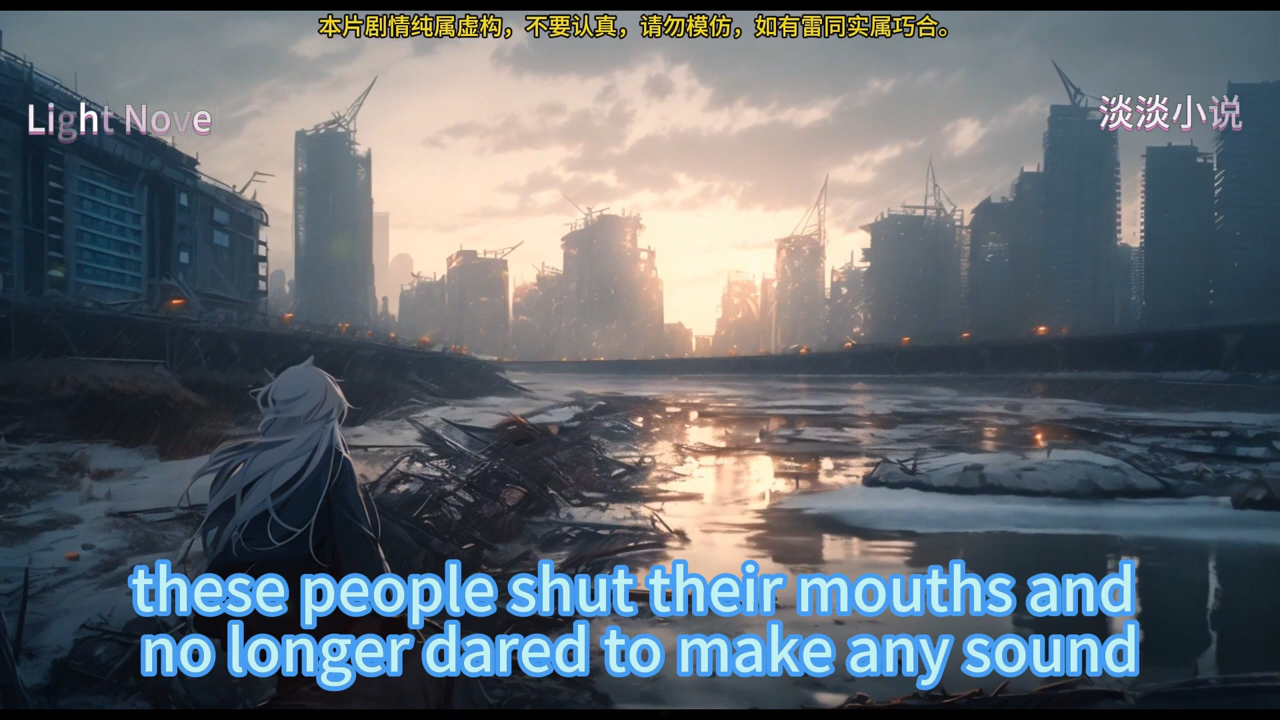 本片剧情纯属虚构，不要认真，请勿模仿，如有雷同实属巧合。
Light Nove
淡淡小说
these people shut their mouths and
no longer dared to make any sound